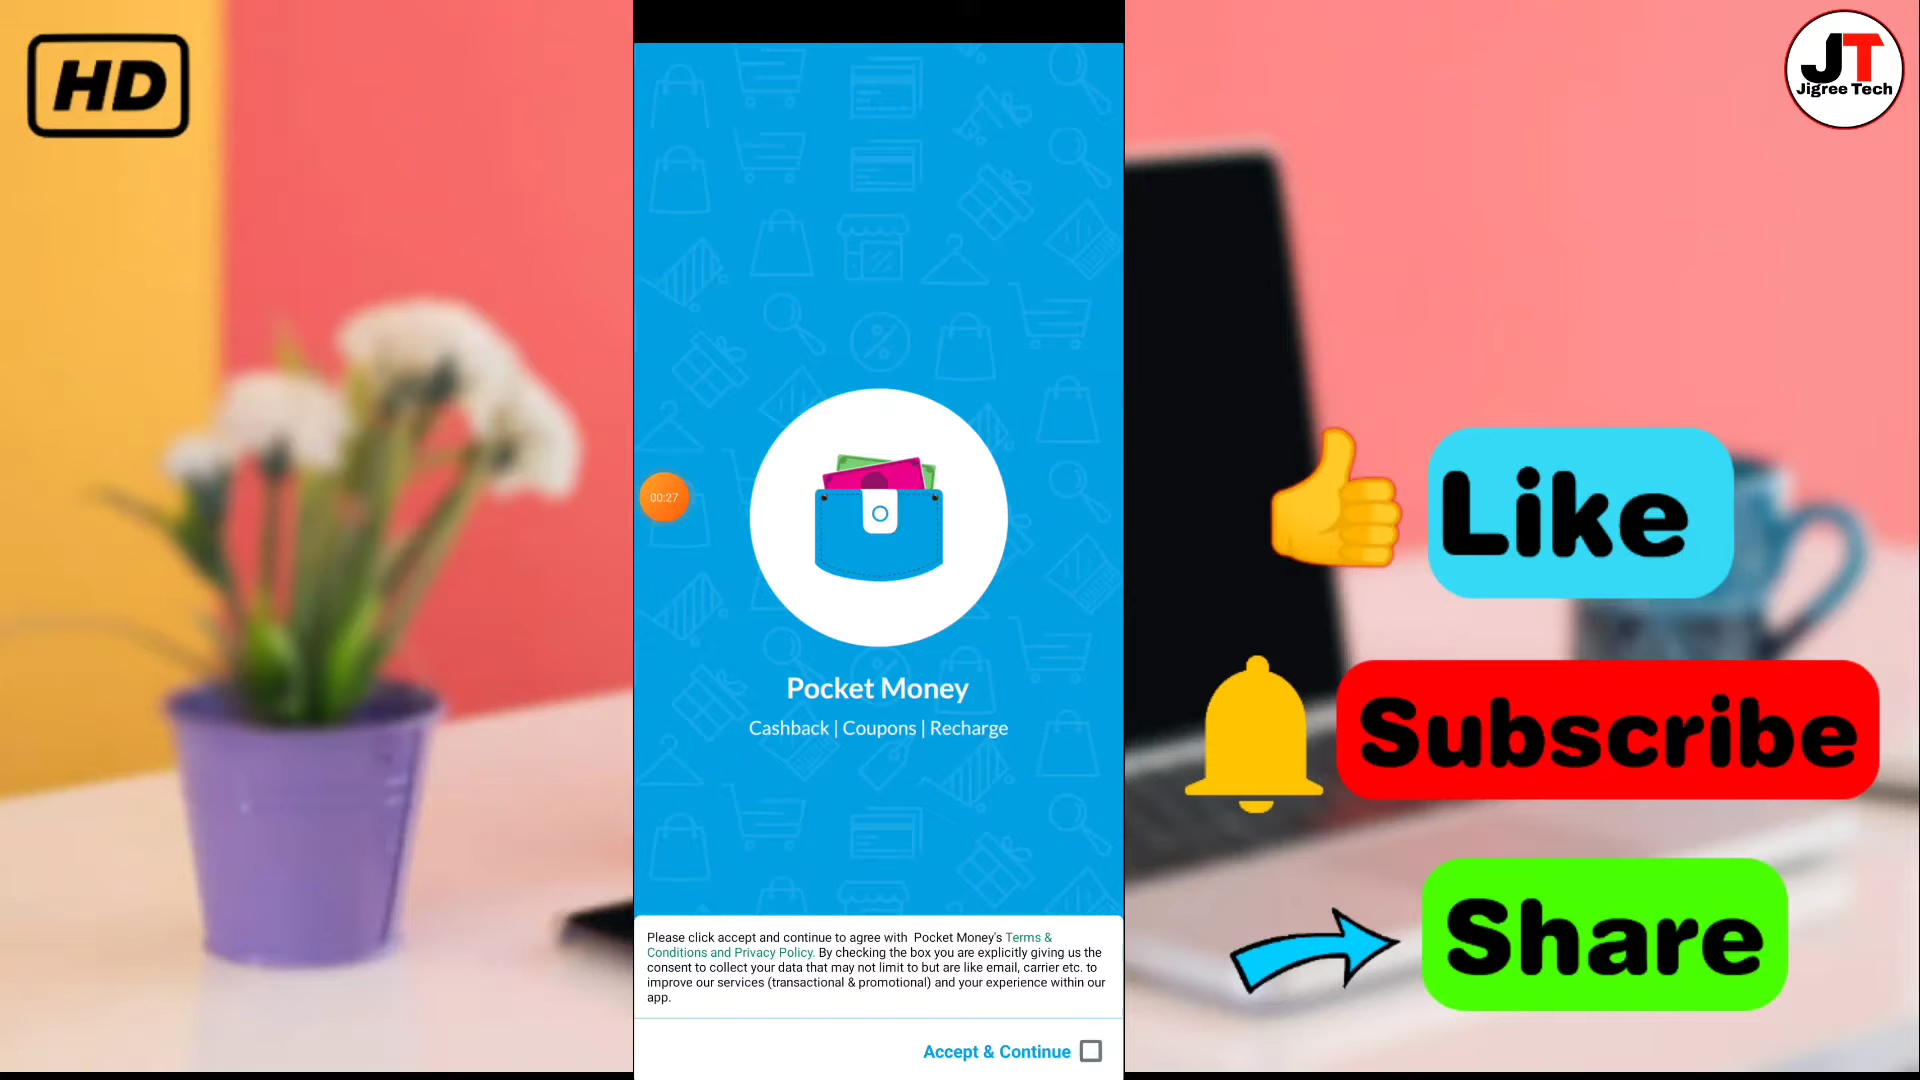 HD
JT
Jigree Tech
00:27
Pocket Money
Cashback | Coupons | Recharge
Please click accept and continue to agree with Pocket Money's Terms &
Conditions and Privacy Policy. By checking the box you are explicitly giving us the
consent to collect your data that may not limit to but are like email, carrier etc. to
improve our services (transactional & promotional) and your experience within our
app.
Accept & Continue
Like
Subscribe
Share